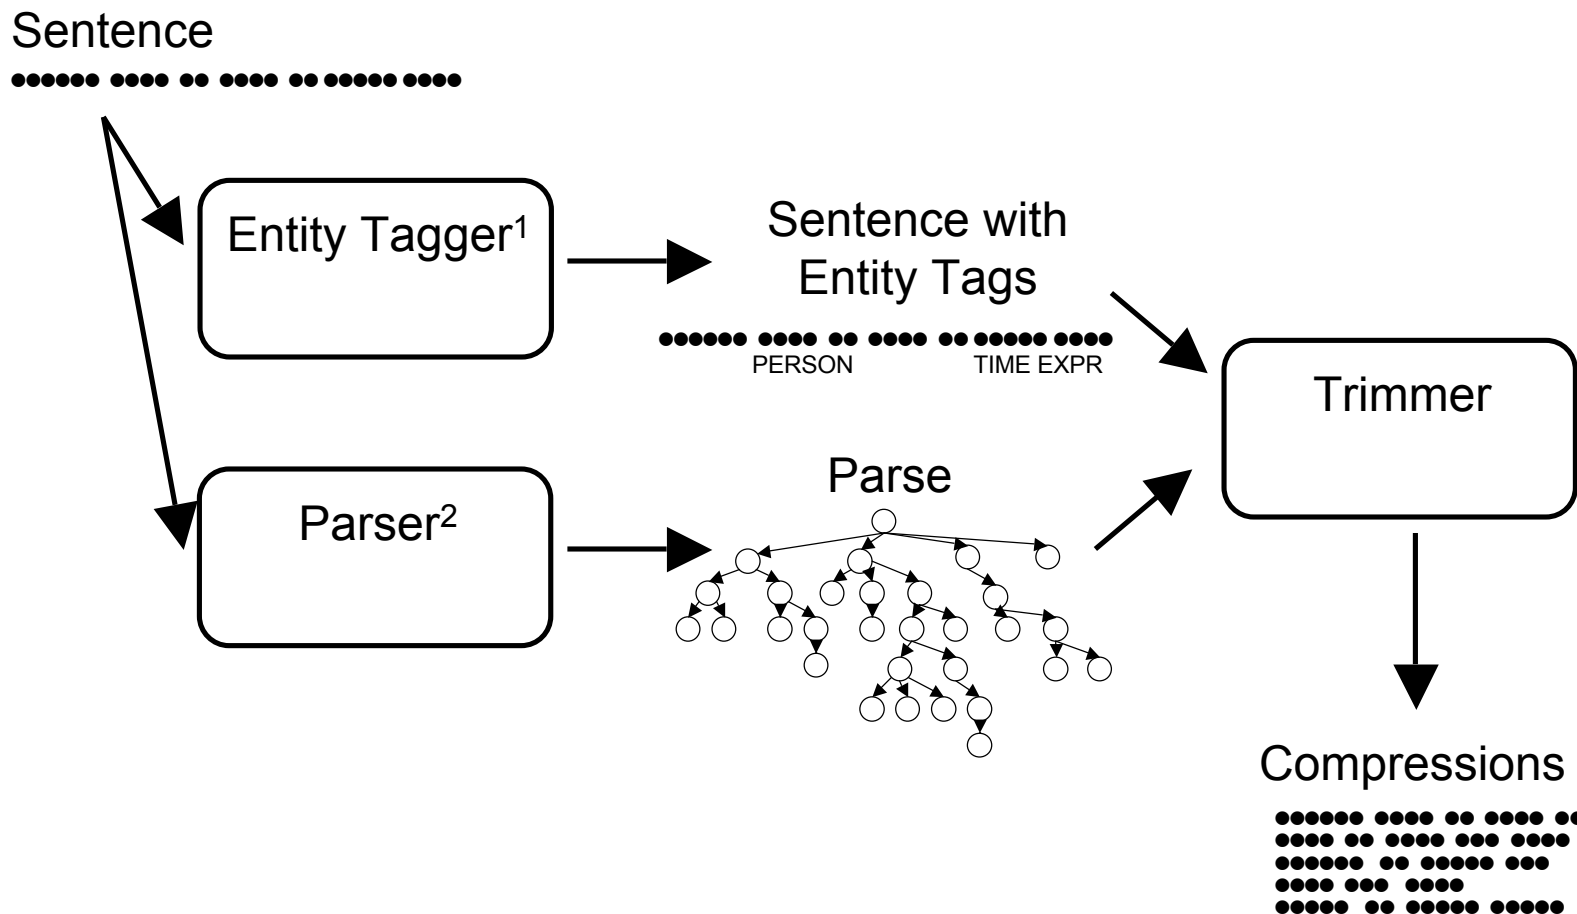 Sentence
Entity Tagger¹
Sentence with
Entity Tags
PERSON TIME EXPR
Trimmer
Parse
Parser²
Compressions